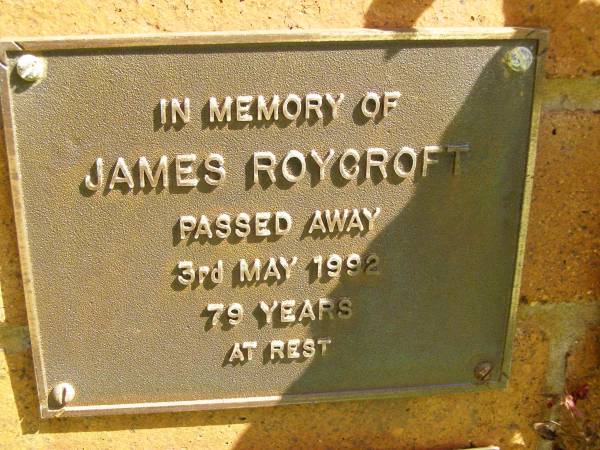 IN MEMORY OF
JAMES ROYCROFT
PASSED AWAY
3rd MAY 1992
79 YEARS
AT REST